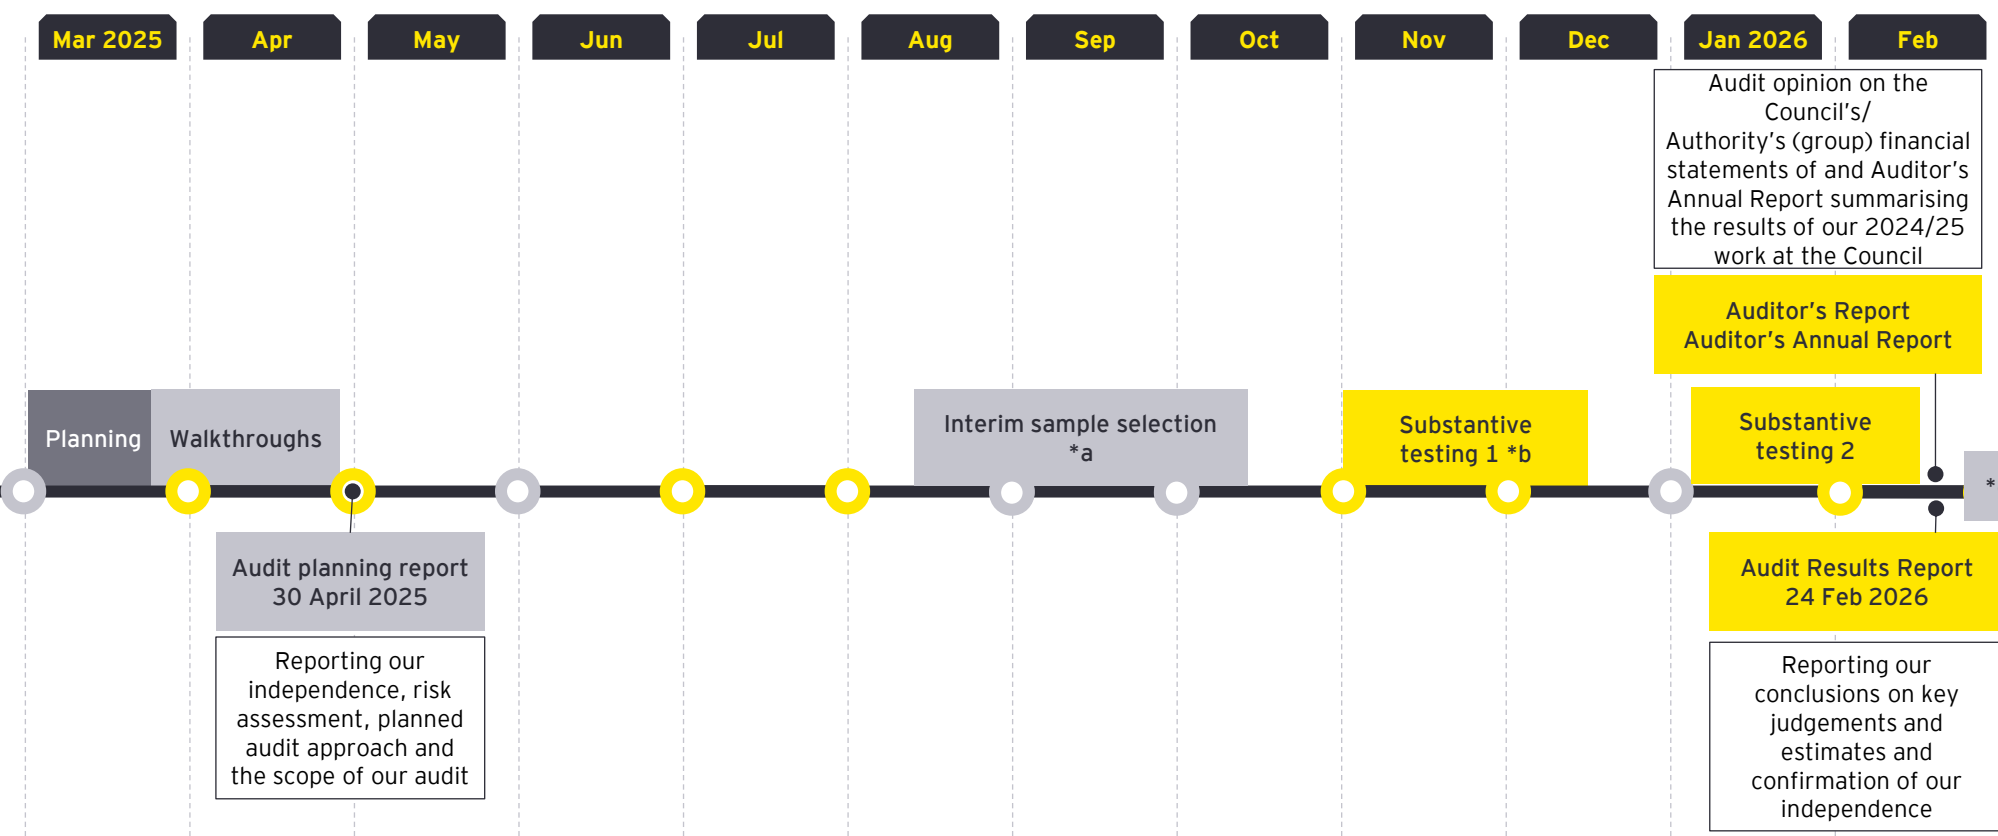 Mar 2025
Apr
May
Jun
Jul
Aug
Sep
Oct
Nov
Dec
Jan 2026
Feb
Audit opinion on the
Council's/
Authority's (group) financial
statements of and Auditor's
Annual Report summarising
the results of our 2024/25
work at the Council
Auditor's Report
Auditor's Annual Report
Planning
Walkthroughs
Interim sample selection
*a
Substantive
testing 1 *b
Substantive
testing 2
*
Audit planning report
30 April 2025
Reporting our
independence, risk
assessment, planned
audit approach and
the scope of our audit
Audit Results Report
24 Feb 2026
Reporting our
conclusions on key
judgements and
estimates and
confirmation of our
independence